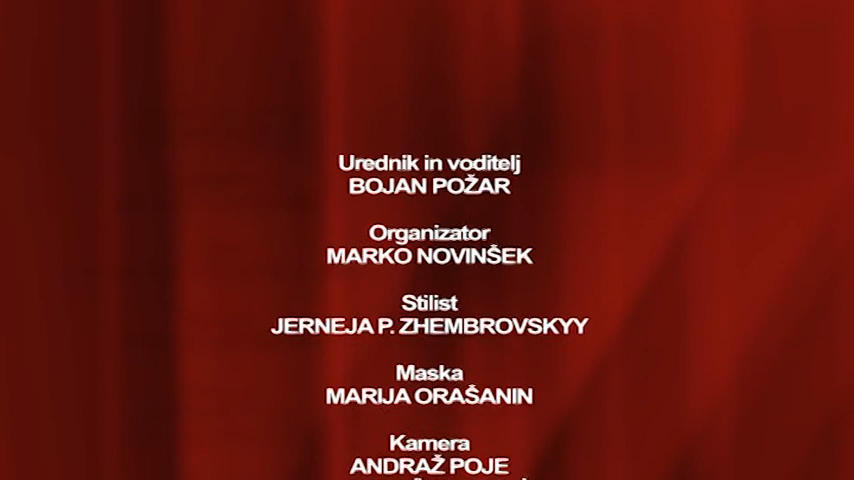 Urednik in voditelj
BOJAN POŽAR
Organizator
MARKO NOVINŠEK
Stilist
JERNEJA P. ZHEMBROVSKYY
Maska
MARIJA ORAŠANIN
Kamera
ANDRAŽ POJE